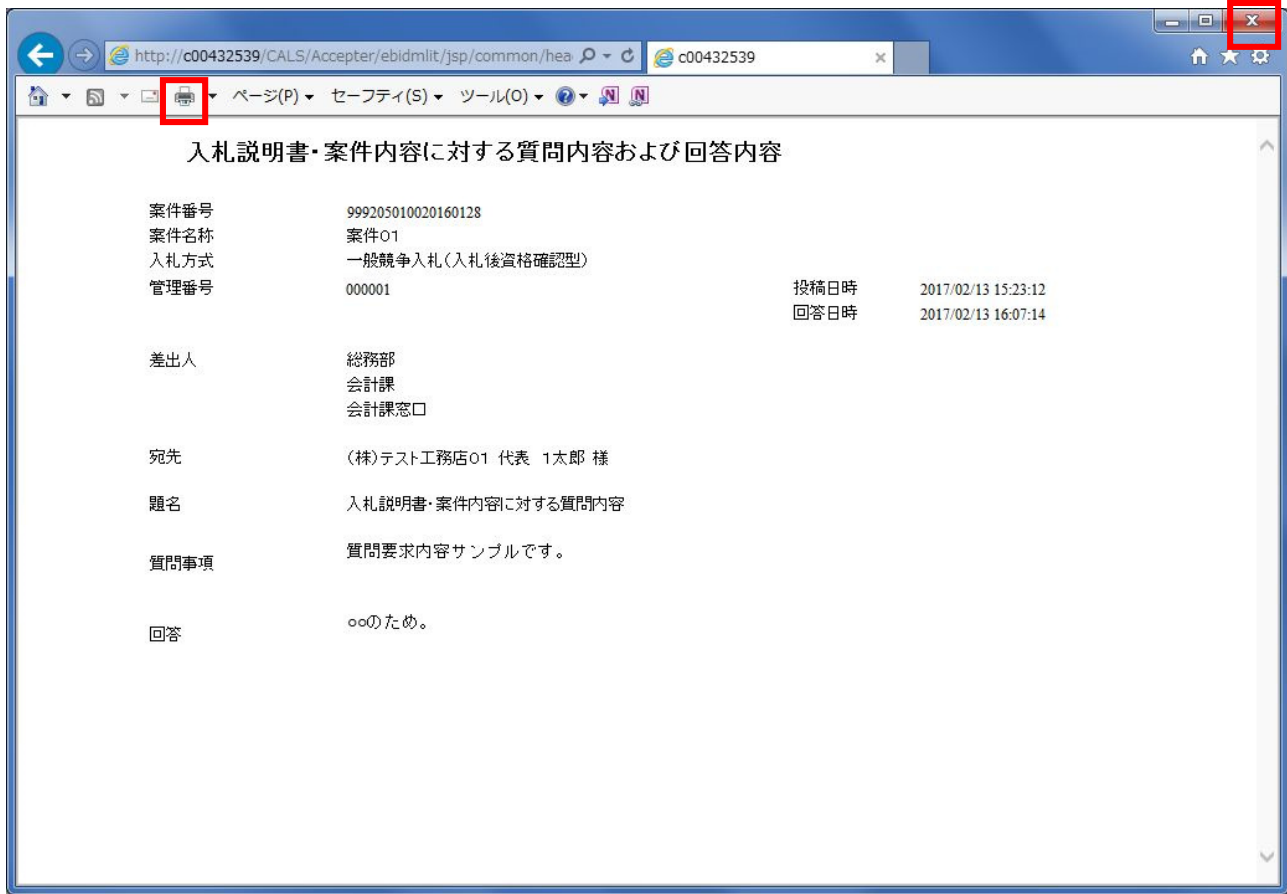 http://c00432539/CALS/Accepter/ebidmlit/jsp/common/hea
c00432539
ページ(P)
セーフティ(S)
ツール(O)
入札説明書・案件内容に対する質問内容および回答内容
案件番号 999205010020160128
案件名称 案件01
入札方式 一般競争入札(入札後資格確認型)
管理番号 000001 投稿日時 2017/02/13 15:23:12
回答日時 2017/02/13 16:07:14
差出人 総務部
会計課
会計課窓口
宛先 (株)テスト工務店01 代表 1太郎 様
題名 入札説明書・案件内容に対する質問内容
質問事項 質問要求内容サンプルです。
回答 ○○のため。